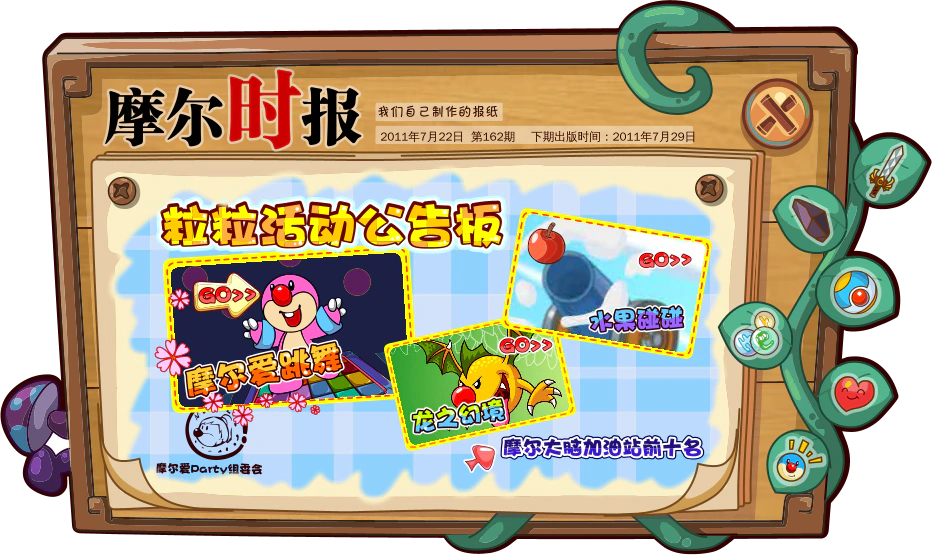 摩尔时报
我们自己制作的报纸
2011年7月22日 第162期 下期出版时间：2011年7月29日
粒粒活动公告板
GO>>
摩尔爱跳舞
GO>>
水果碰碰
GO>>
龙之幻境
摩尔大脑加油站前十名
摩尔爱Party组委会